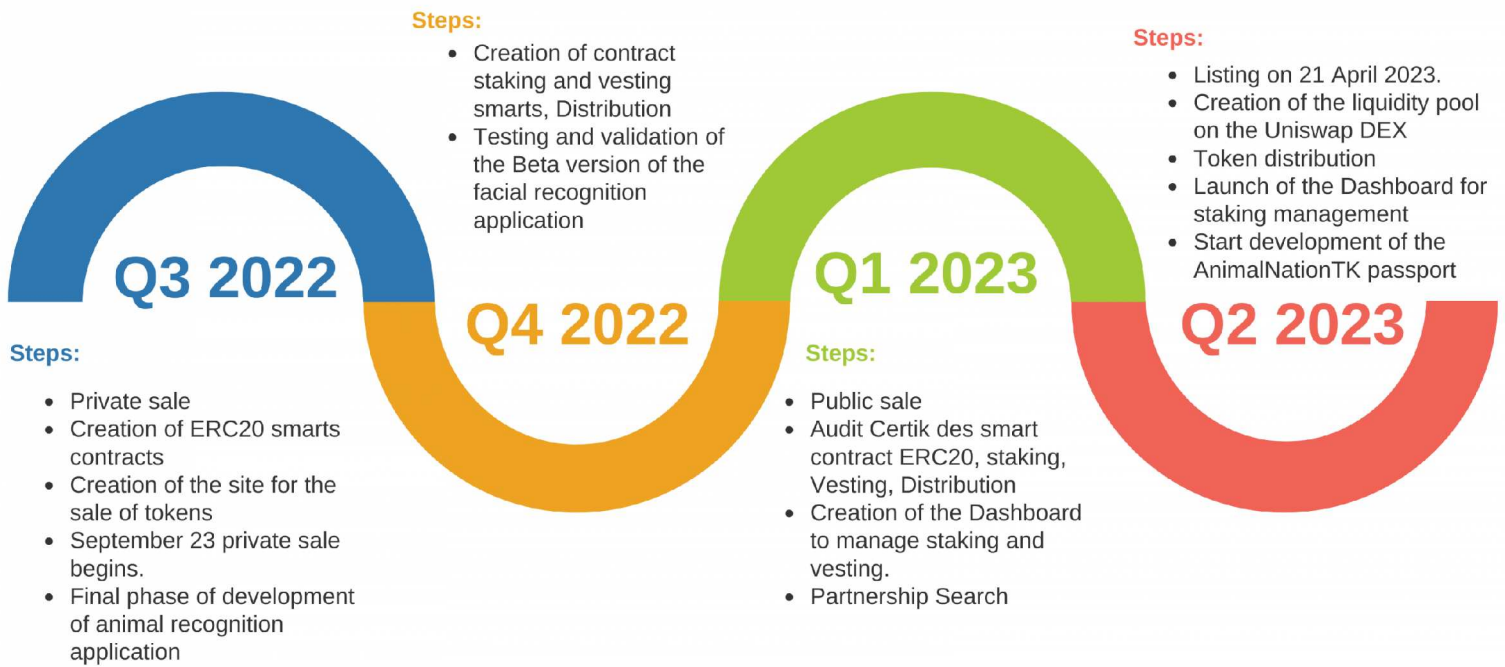 Q3 2022
Steps:
• Private sale
• Creation of ERC20 smarts
contracts
• Creation of the site for the
sale of tokens
• September 23 private sale
begins.
• Final phase of development
of animal recognition
application
Steps:
• Creation of contract
staking and vesting
smarts, Distribution
• Testing and validation of
the Beta version of the
facial recognition
application
Q4 2022
Q1 2023
Steps:
• Public sale
• Audit Certik des smart
contract ERC20, staking,
Vesting, Distribution
• Creation of the Dashboard
to manage staking and
vesting.
• Partnership Search
Steps:
• Listing on 21 April 2023.
• Creation of the liquidity pool
on the Uniswap DEX
• Token distribution
• Launch of the Dashboard for
staking management
• Start development of the
AnimalNationTK passport
Q2 2023